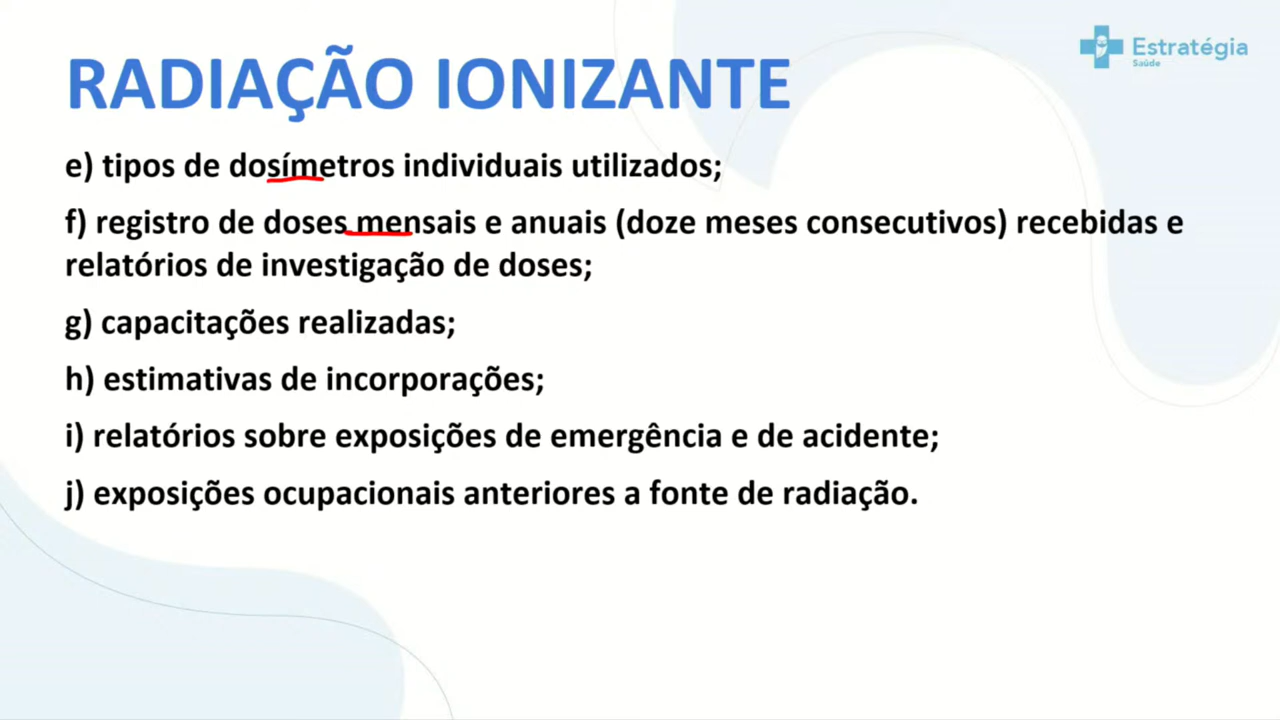 Estratégia
Saúde
RADIAÇÃO IONIZANTE
e) tipos de dosímetros individuais utilizados;
f) registro de doses mensais e anuais (doze meses consecutivos) recebidas e
relatórios de investigação de doses;
g) capacitações realizadas;
h) estimativas de incorporações;
i) relatórios sobre exposições de emergência e de acidente;
j) exposições ocupacionais anteriores a fonte de radiação.